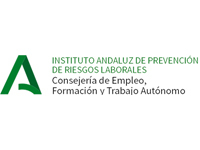 INSTITUTO ANDALUZ DE PREVENCIÓN
DE RIESGOS LABORALES
Consejería de Empleo,
Formación y Trabajo Autónomo